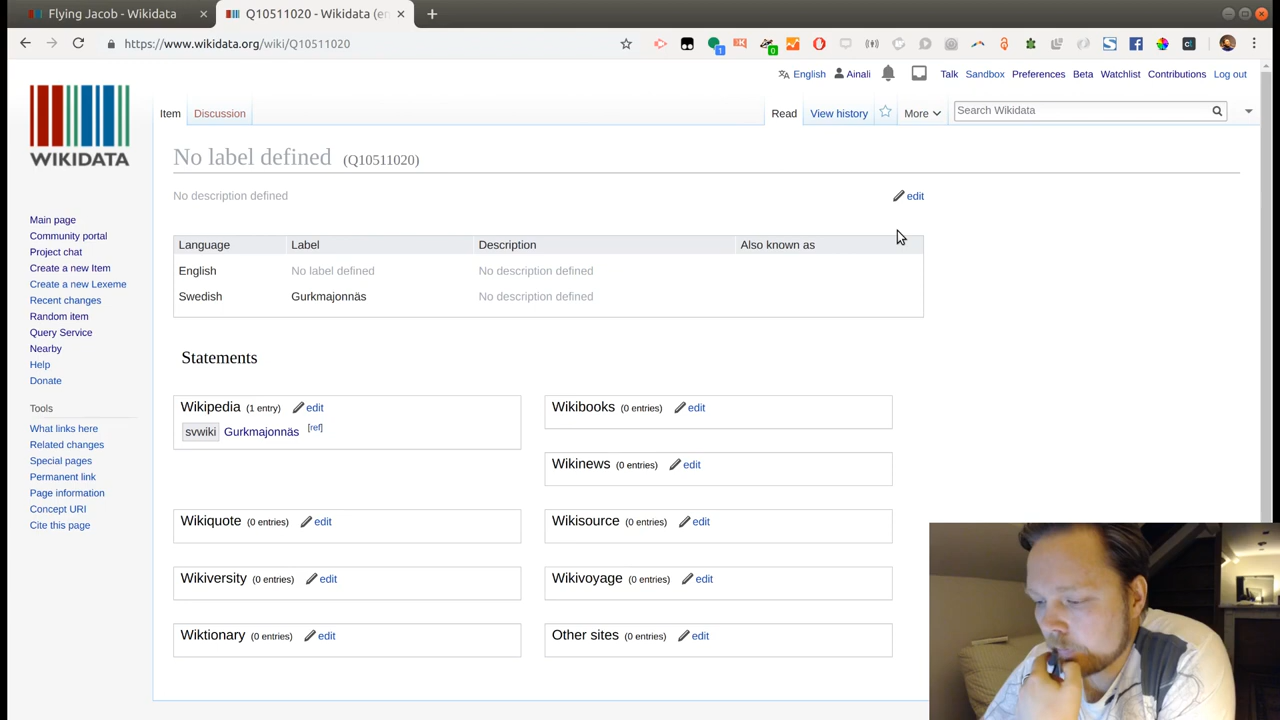 Flying Jacob - Wikidata
Q10511020 - Wikidata (en
https://www.wikidata.org/wiki/Q10511020
1
0
English Ainali Talk Sandbox Preferences Beta Watchlist Contributions Log out
WIKIDATA
Item Discussion Read View history More Search Wikidata
No label defined (Q10511020)
No description defined edit
Language Label Description Also known as
English No label defined No description defined
Swedish Gurkmajonnäs No description defined
Main page
Community portal
Project chat
Create a new Item
Create a new Lexeme
Recent changes
Random item
Query Service
Nearby
Help
Donate
Tools
What links here
Related changes
Special pages
Permanent link
Page information
Concept URI
Cite this page
Statements
Wikipedia (1 entry) edit
svwiki Gurkmajonnäs [ref]
Wikibooks (0 entries) edit
Wikinews (0 entries) edit
Wikiquote (0 entries) edit
Wikisource (0 entries) edit
Wikiversity (0 entries) edit
Wikivoyage (0 entries) edit
Wiktionary (0 entries) edit
Other sites (0 entries) edit